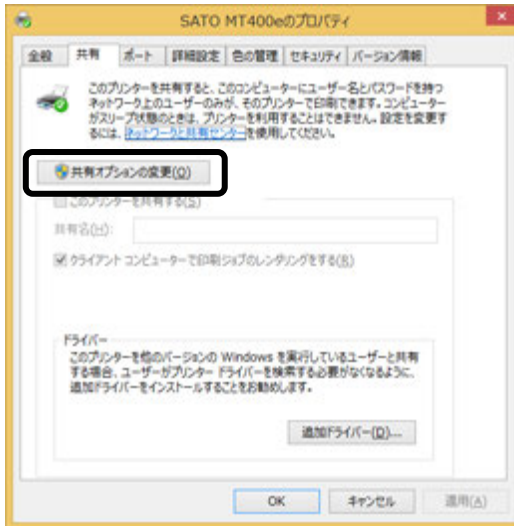 SATO MT400eのプロパティ
全般 共有 ポート 詳細設定 色の管理 セキュリティ バージョン情報
このプリンターを共有すると、このコンピューターにユーザー名とパスワードを持つ
ネットワーク上のユーザーのみが、そのプリンターで印刷できます。コンピューター
がスリープ状態のときは、プリンターを利用することはできません。設定を変更す
るには、ネットワークと共有センターを使用してください。
共有オプションの変更(O)
このプリンターを共有する(S)
共有名(H):
クライアント コンピューターで印刷ジョブのレンダリングをする(R)
ドライバー
このプリンターを他のバージョンの Windows を実行しているユーザーと共有
する場合、ユーザーがプリンター ドライバーを検索する必要がなくなるように、
追加ドライバーをインストールすることをお勧めします。
追加ドライバー(D)...
OK キャンセル 適用(A)